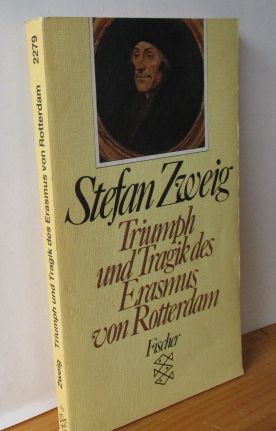 Stefan Zweig
Triumph
und Tragik des
Erasmus
von Rotterdam
Fischer
Zweig Triumph und Tragik des Erasmus von Rotterdam 2279